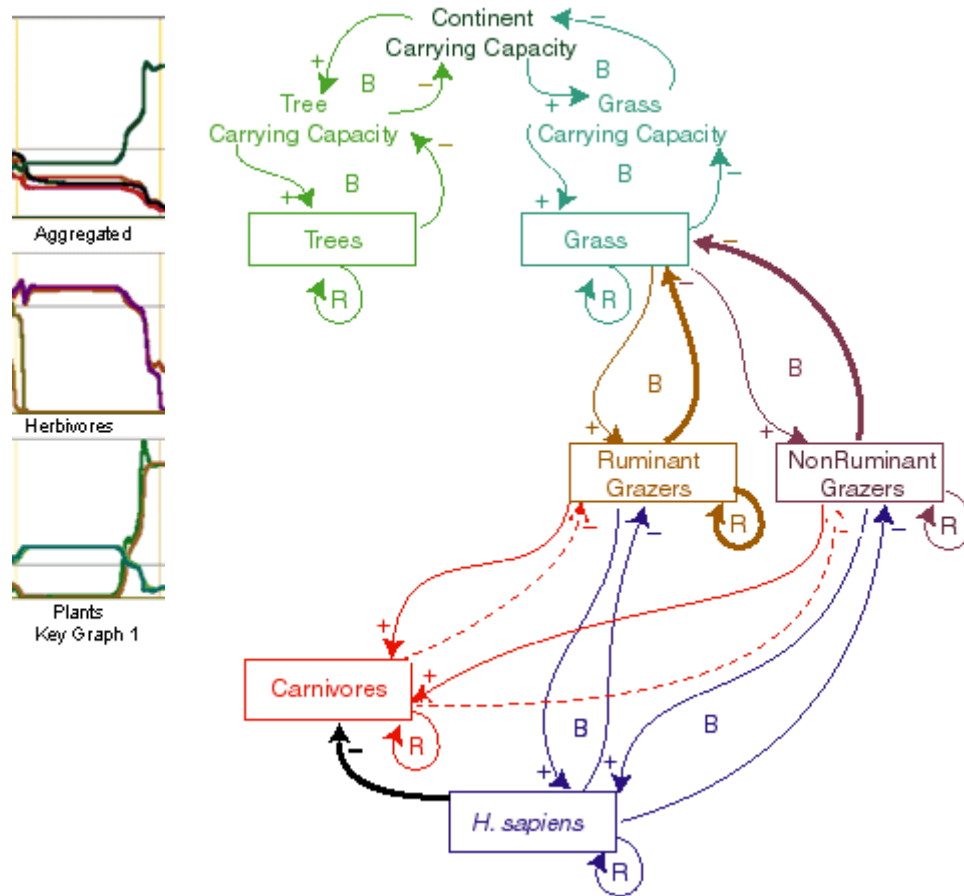 Continent
Carrying Capacity
−
+
B
−
B
+
Tree
Carrying Capacity
Grass
Carrying Capacity
−
B
B
−
+
+
Trees
Grass
−
R
R
−
B
B
+
+
Ruminant
Grazers
NonRuminant
Grazers
R
R
−
−
−
−
+
+
Carnivores
R
B
B
−
+
+
H. sapiens
R
Aggregated
Herbivores
Plants
Key Graph 1